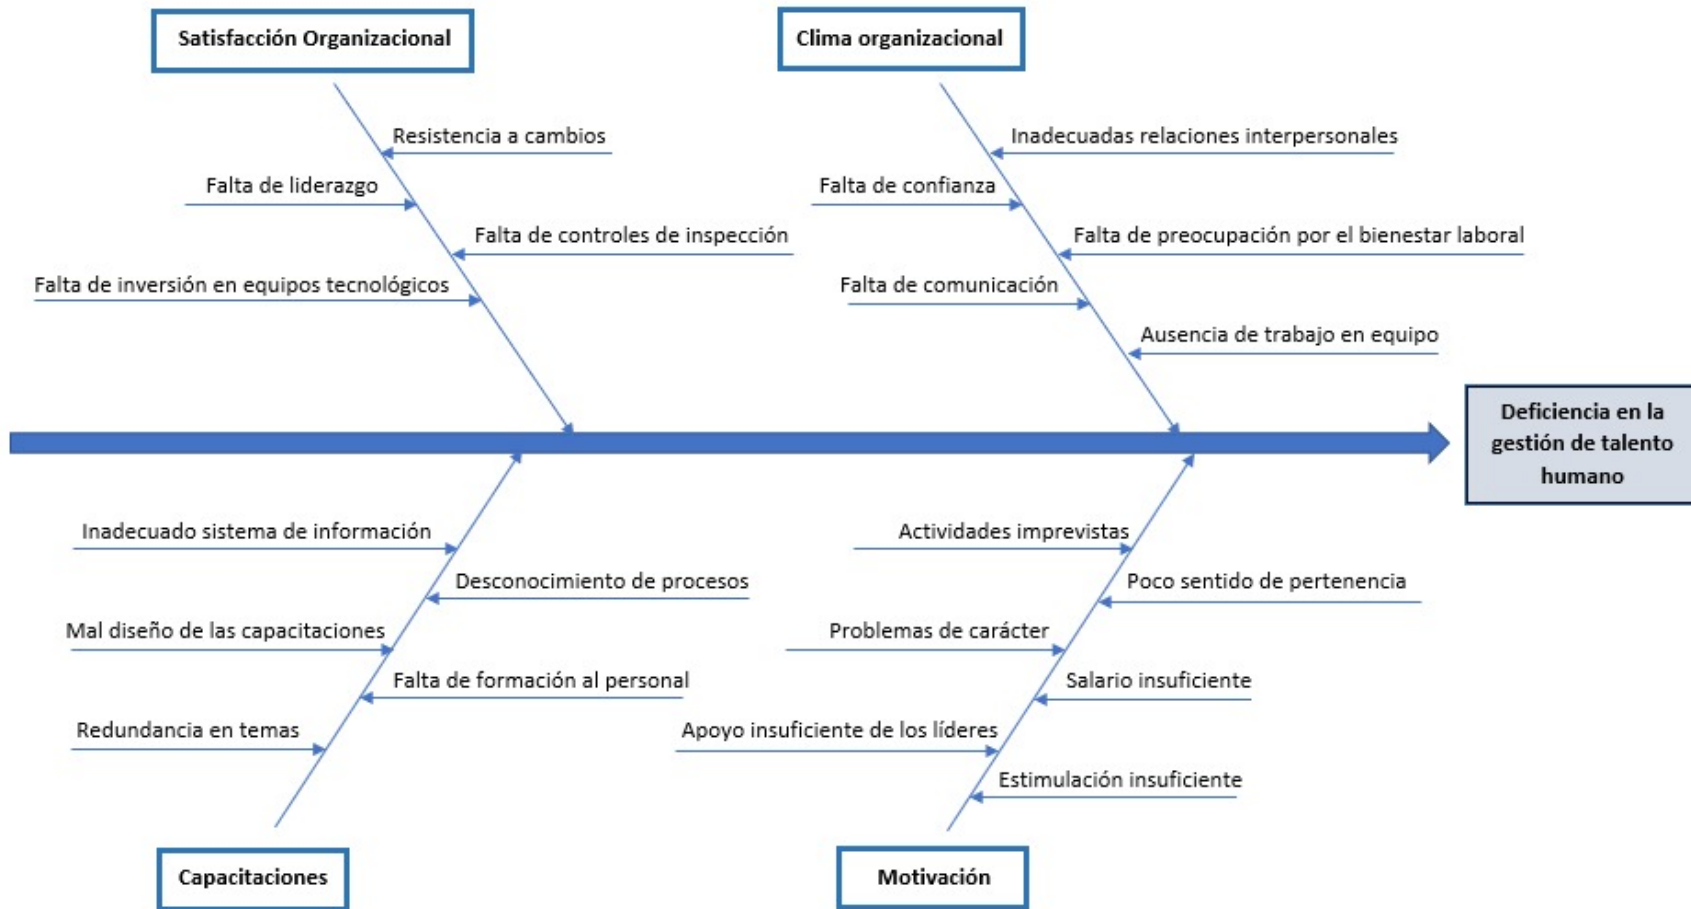 Satisfacción Organizacional
Clima organizacional
Resistencia a cambios
Inadecuadas relaciones interpersonales
Falta de liderazgo
Falta de confianza
Falta de controles de inspección
Falta de preocupación por el bienestar laboral
Falta de inversión en equipos tecnológicos
Falta de comunicación
Ausencia de trabajo en equipo
Deficiencia en la
gestión de talento
humano
Inadecuado sistema de información
Actividades imprevistas
Desconocimiento de procesos
Poco sentido de pertenencia
Mal diseño de las capacitaciones
Problemas de carácter
Falta de formación al personal
Salario insuficiente
Redundancia en temas
Apoyo insuficiente de los líderes
Estimulación insuficiente
Capacitaciones
Motivación